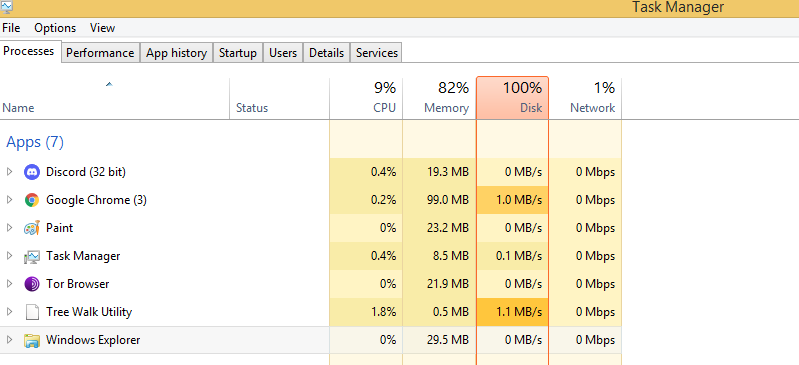 Task Manager
File Options View
Processes Performance App history Startup Users Details Services
9% 82% 100% 1%
Name Status CPU Memory Disk Network
Apps (7)
Discord (32 bit) 0.4% 19.3 MB 0 MB/s 0 Mbps
Google Chrome (3) 0.2% 99.0 MB 1.0 MB/s 0 Mbps
Paint 0% 23.2 MB 0 MB/s 0 Mbps
Task Manager 0.4% 8.5 MB 0.1 MB/s 0 Mbps
Tor Browser 0% 21.9 MB 0 MB/s 0 Mbps
Tree Walk Utility 1.8% 0.5 MB 1.1 MB/s 0 Mbps
Windows Explorer 0% 29.5 MB 0 MB/s 0 Mbps